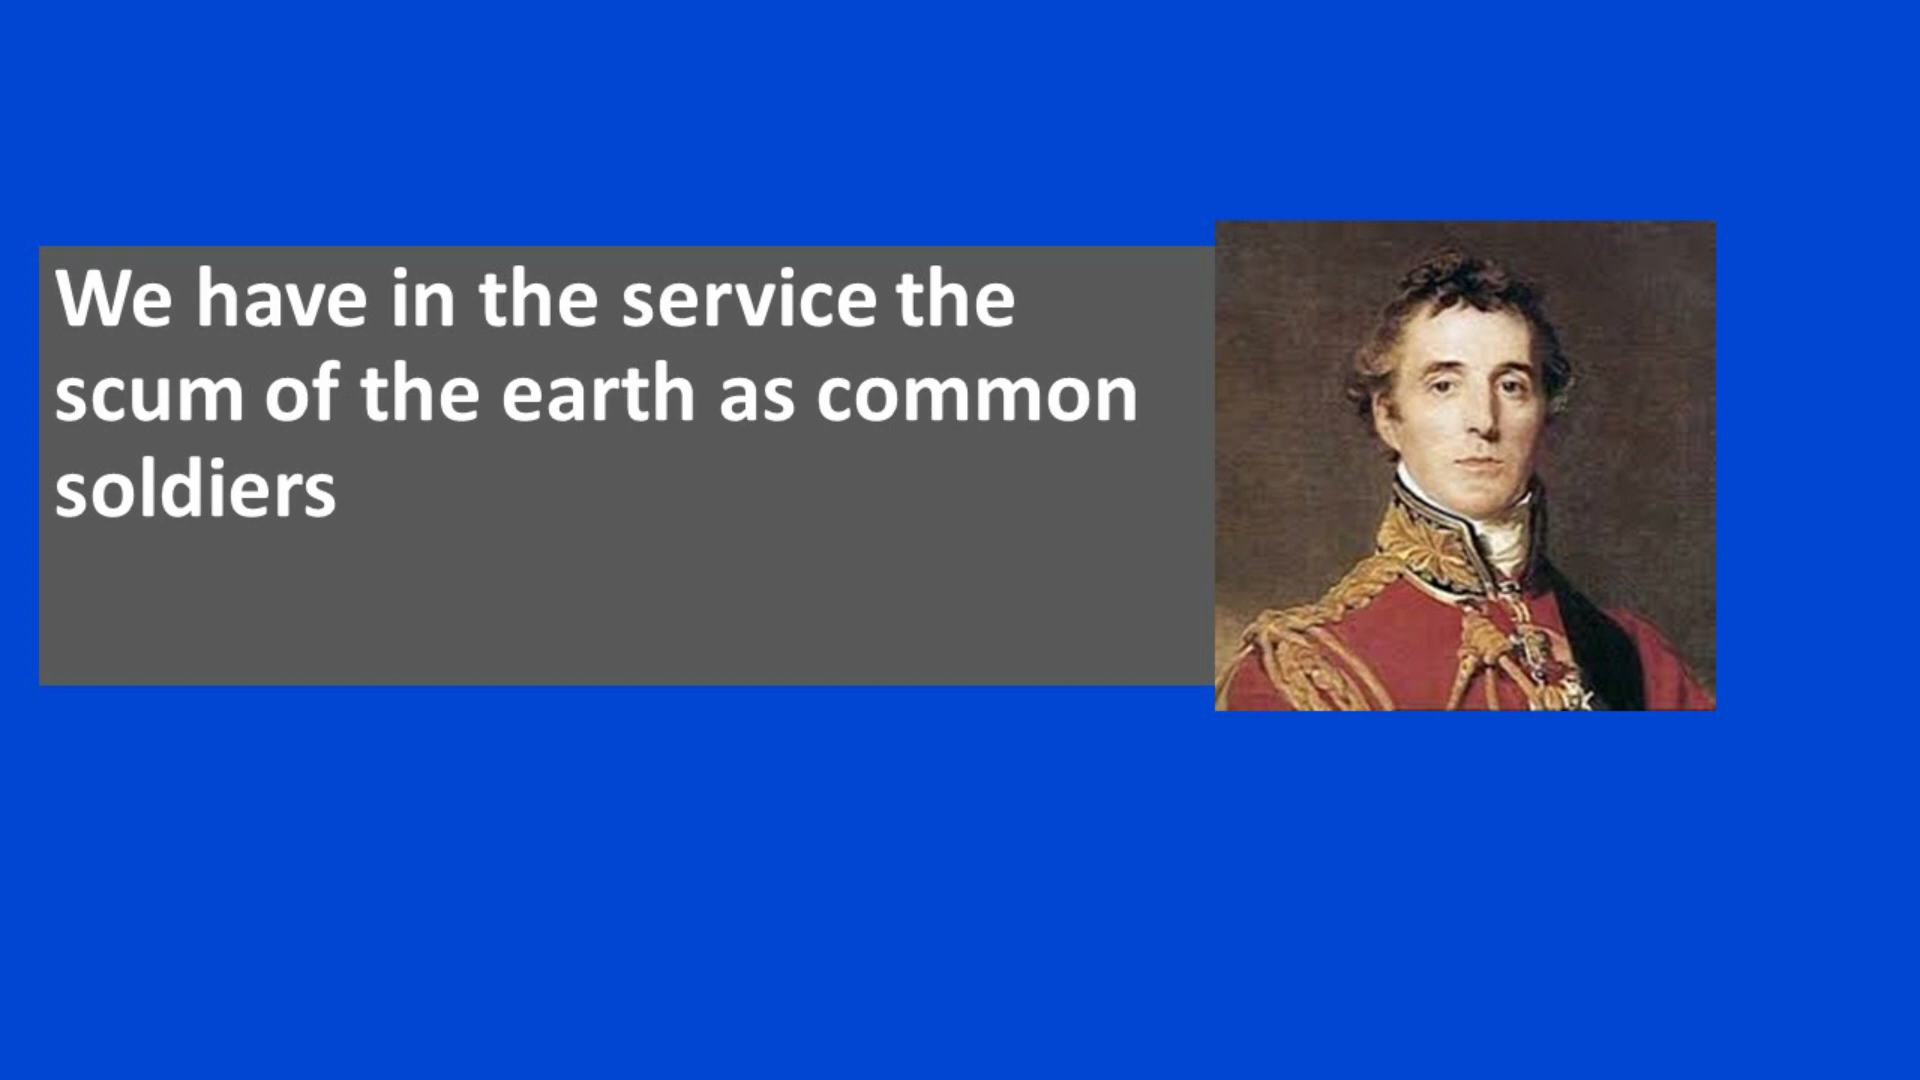 We have in the service the
scum of the earth as common
soldiers